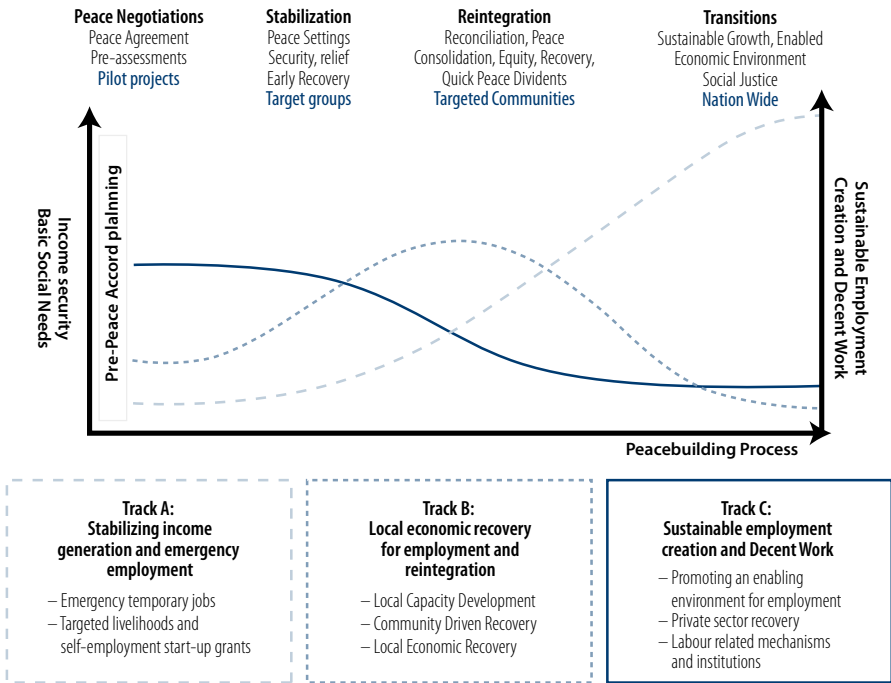 Peace Negotiations
Peace Agreement
Pre-assessments
Pilot projects
Stabilization
Peace Settings
Security, relief
Early Recovery
Target groups
Reintegration
Reconciliation, Peace
Consolidation, Equity, Recovery,
Quick Peace Dividents
Targeted Communities
Transitions
Sustainable Growth, Enabled
Economic Environment
Social Justice
Nation Wide
Income security
Basic Social Needs
Pre-Peace Accord plalnning
Sustainable Employment
Creation and Decent Work
Peacebuilding Process
Track A:
Stabilizing income
generation and emergency
employment
– Emergency temporary jobs
– Targeted livelihoods and
self-employment start-up grants
Track B:
Local economic recovery
for employment and
reintegration
– Local Capacity Development
– Community Driven Recovery
– Local Economic Recovery
Track C:
Sustainable employment
creation and Decent Work
– Promoting an enabling
environment for employment
– Private sector recovery
– Labour related mechanisms
and institutions